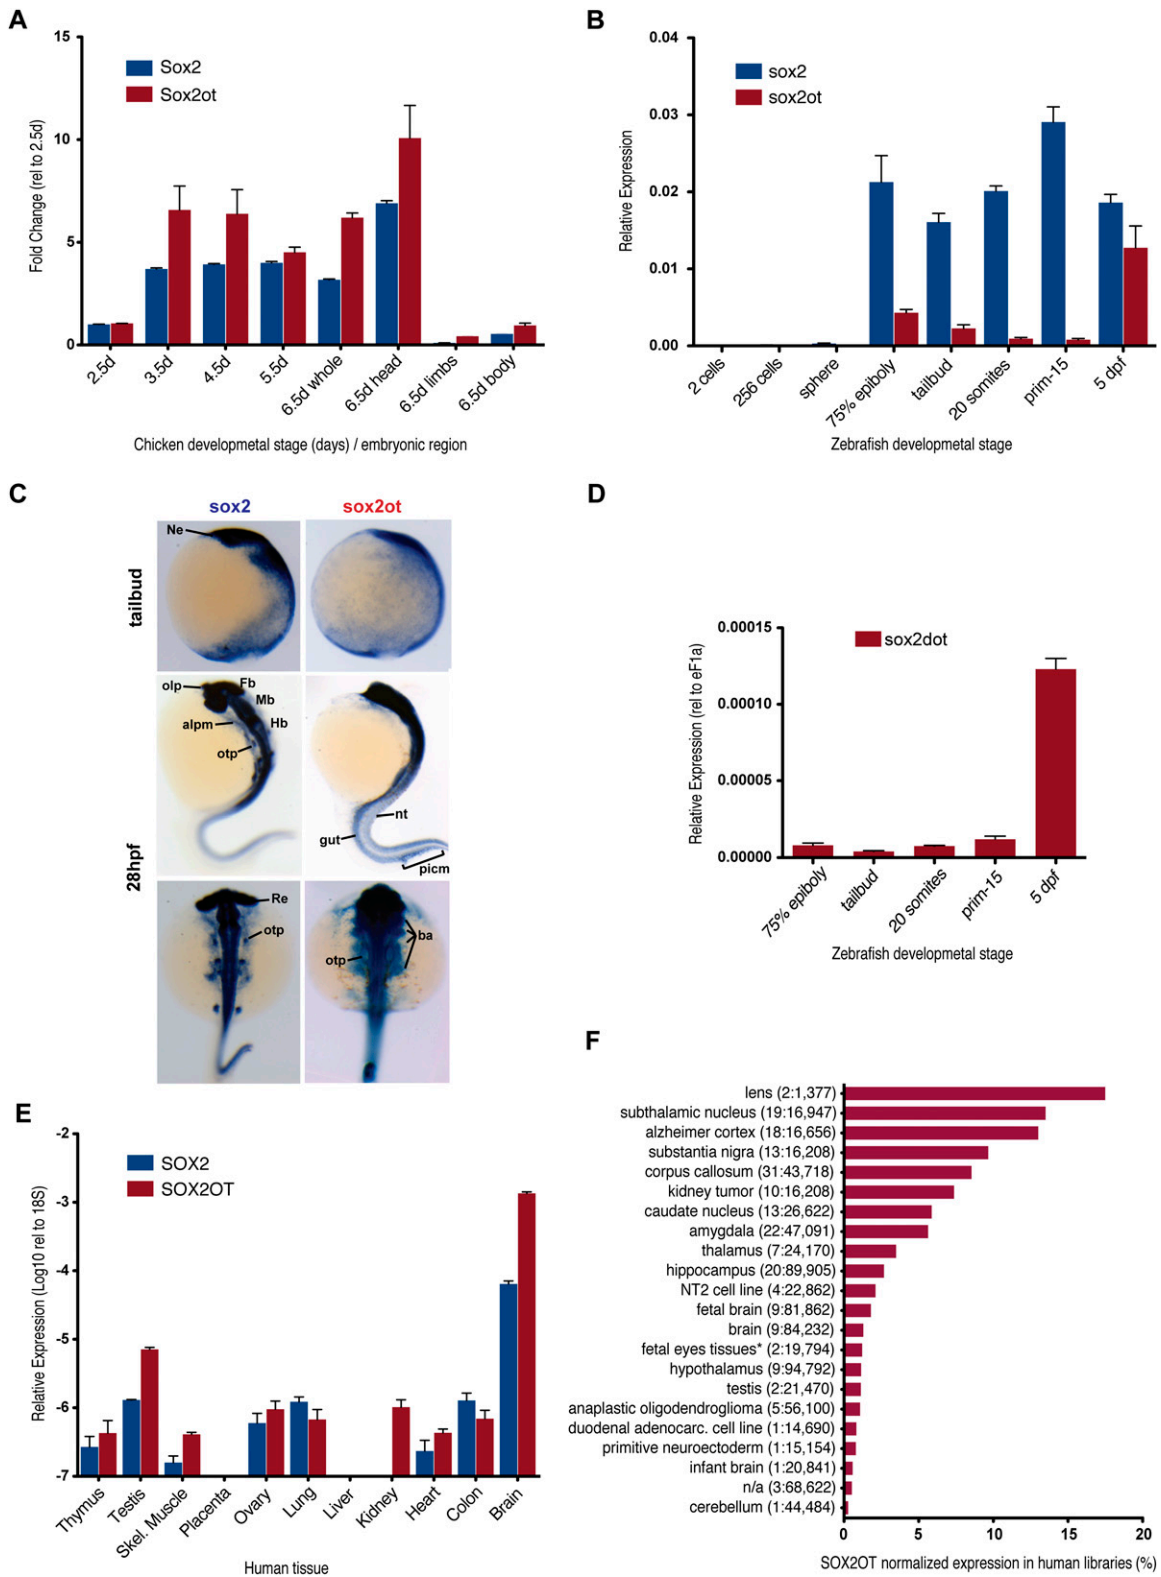 A
15
10
5
0
Fold Change (rel to 2.5d)
Sox2
Sox2ot
2.5d
3.5d
4.5d
5.5d
6.5d whole
6.5d head
6.5d limbs
6.5d body
Chicken developmetal stage (days) / embryonic region
B
0.04
0.03
0.02
0.01
0.00
Relative Expression
sox2
sox2ot
2 cells
256 cells
sphere
75% epiboly
tailbud
20 somites
prim-15
5 dpf
Zebrafish developmetal stage
C
sox2
sox2ot
tailbud
Ne
28hpf
olp
Fb
Mb
alpm
Hb
otp
nt
gut
picm
Re
otp
otp
ba
D
0.00015
0.00010
0.00005
0.00000
Relative Expression (rel to eF1a)
sox2dot
75% epiboly
tailbud
20 somites
prim-15
5 dpf
Zebrafish developmetal stage
E
-2
-3
-4
-5
-6
-7
Relative Expression (Log10 rel to 18S)
SOX2
SOX2OT
Thymus
Testis
Skel. Muscle
Placenta
Ovary
Lung
Liver
Kidney
Heart
Colon
Brain
Human tissue
F
lens (2:1,377)
subthalamic nucleus (19:16,947)
alzheimer cortex (18:16,656)
substantia nigra (13:16,208)
corpus callosum (31:43,718)
kidney tumor (10:16,208)
caudate nucleus (13:26,622)
amygdala (22:47,091)
thalamus (7:24,170)
hippocampus (20:89,905)
NT2 cell line (4:22,862)
fetal brain (9:81,862)
brain (9:84,232)
fetal eyes tissues* (2:19,794)
hypothalamus (9:94,792)
testis (2:21,470)
anaplastic oligodendroglioma (5:56,100)
duodenal adenocarc. cell line (1:14,690)
primitive neuroectoderm (1:15,154)
infant brain (1:20,841)
n/a (3:68,622)
cerebellum (1:44,484)
0
5
10
15
20
SOX2OT normalized expression in human libraries (%)